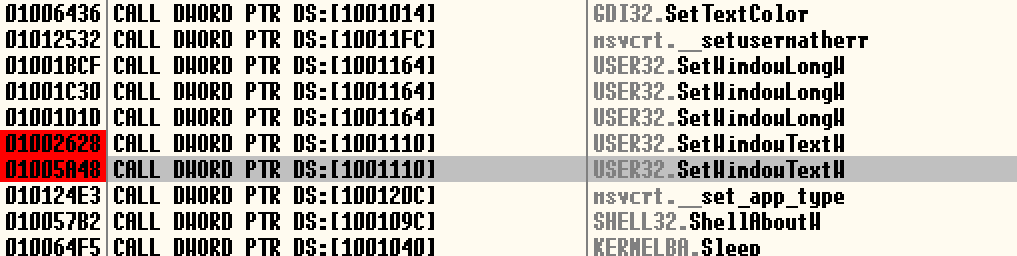 01006436 CALL DWORD PTR DS:[1001014] GDI32.SetTextColor
01012532 CALL DWORD PTR DS:[10011FC] msvcrt.__setusermatherr
01001BCF CALL DWORD PTR DS:[1001164] USER32.SetWindowLongW
01001C30 CALL DWORD PTR DS:[1001164] USER32.SetWindowLongW
01001D1D CALL DWORD PTR DS:[1001164] USER32.SetWindowLongW
01002628 CALL DWORD PTR DS:[1001110] USER32.SetWindowTextW
01005A48 CALL DWORD PTR DS:[1001110] USER32.SetWindowTextW
010124E3 CALL DWORD PTR DS:[100120C] msvcrt.__set_app_type
010057B2 CALL DWORD PTR DS:[100109C] SHELL32.ShellAboutW
010064F5 CALL DWORD PTR DS:[1001040] KERNELBA.Sleep